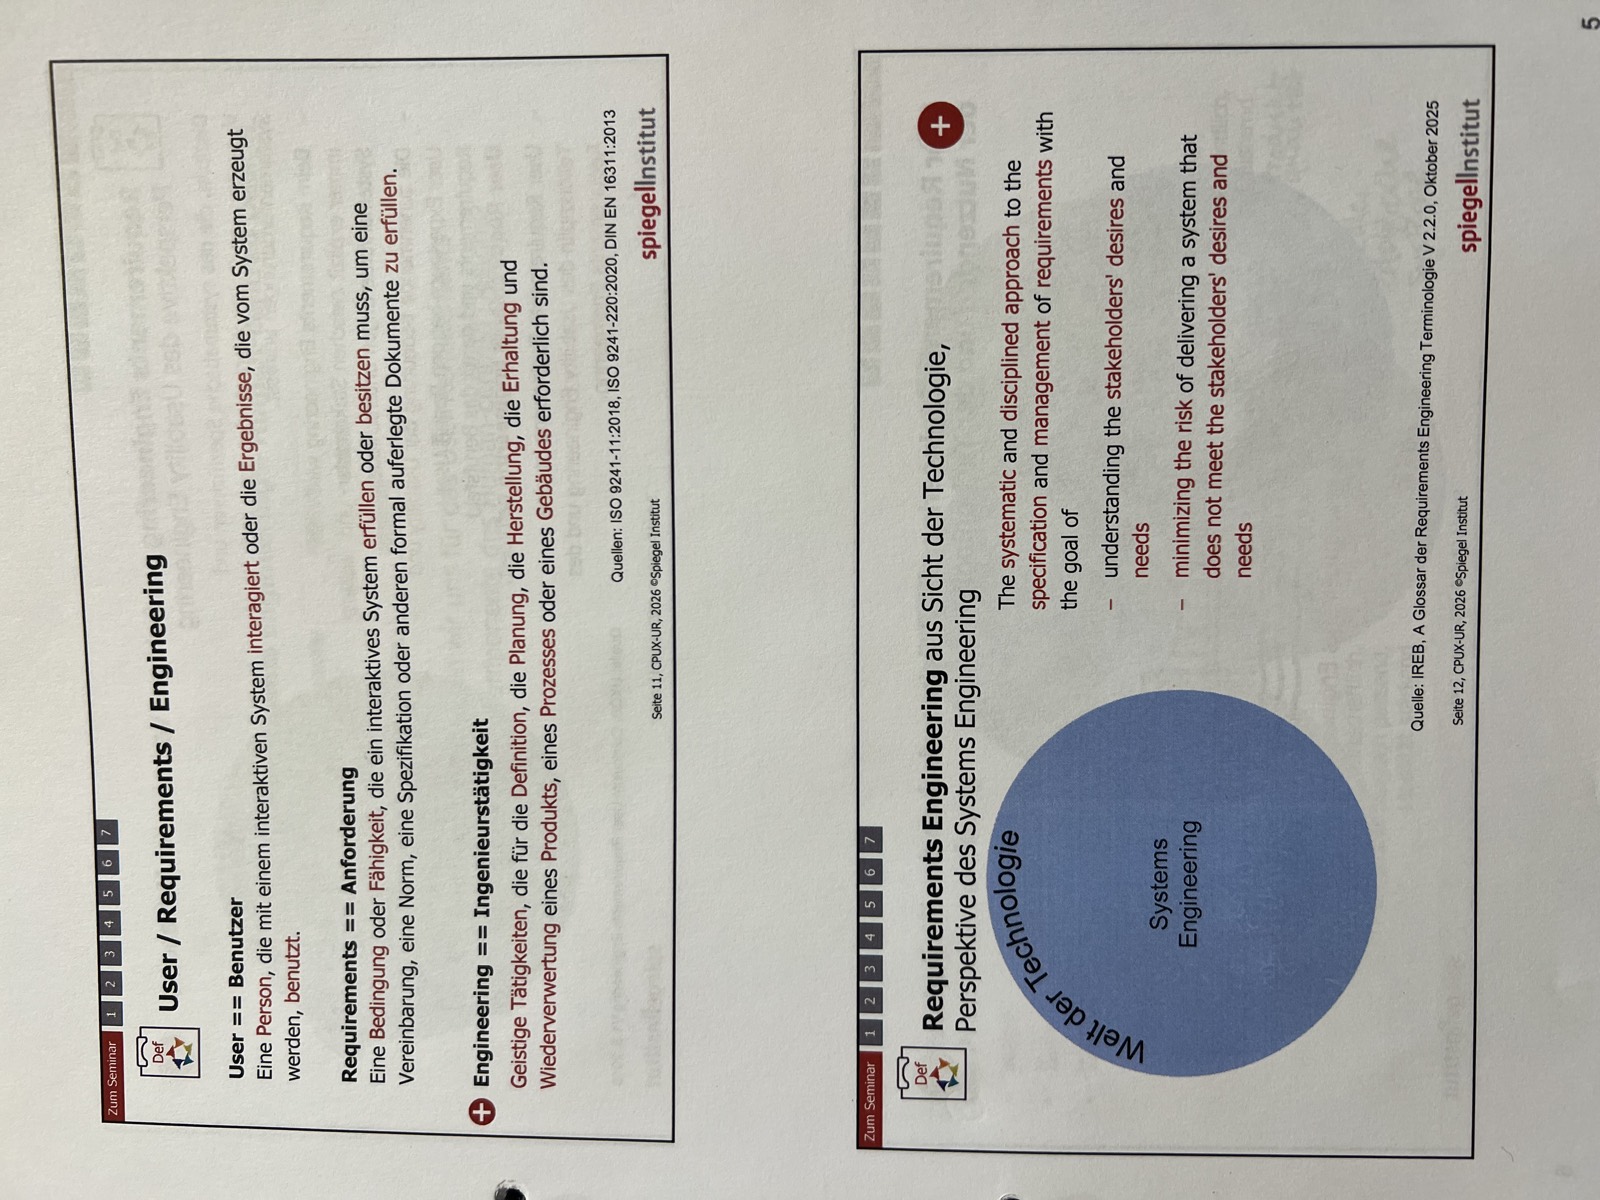 Zum Seminar 1 2 3 4 5 6 7
Def
User / Requirements / Engineering
User == Benutzer
Eine Person, die mit einem interaktiven System interagiert oder die Ergebnisse, die vom System erzeugt
werden, benutzt.
Requirements == Anforderung
Eine Bedingung oder Fähigkeit, die ein interaktives System erfüllen oder besitzen muss, um eine
Vereinbarung, eine Norm, eine Spezifikation oder anderen formal auferlegte Dokumente zu erfüllen.
Engineering == Ingenieurstätigkeit
Geistige Tätigkeiten, die für die Definition, die Planung, die Herstellung, die Erhaltung und
Wiederverwertung eines Produkts, eines Prozesses oder eines Gebäudes erforderlich sind.
Quellen: ISO 9241-11:2018, ISO 9241-220:2020, DIN EN 16311:2013
Seite 11, CPUX-UR, 2026 ©Spiegel Institut
spiegelInstitut
Zum Seminar 1 2 3 4 5 6 7
Def
Requirements Engineering aus Sicht der Technologie,
Perspektive des Systems Engineering
Welt der Technologie
Systems
Engineering
The systematic and disciplined approach to the
specification and management of requirements with
the goal of
– understanding the stakeholders' desires and
needs
– minimizing the risk of delivering a system that
does not meet the stakeholders' desires and
needs
Quelle: IREB, A Glossar der Requirements Engineering Terminologie V 2.2.0, Oktober 2025
Seite 12, CPUX-UR, 2026 ©Spiegel Institut
spiegelInstitut
5